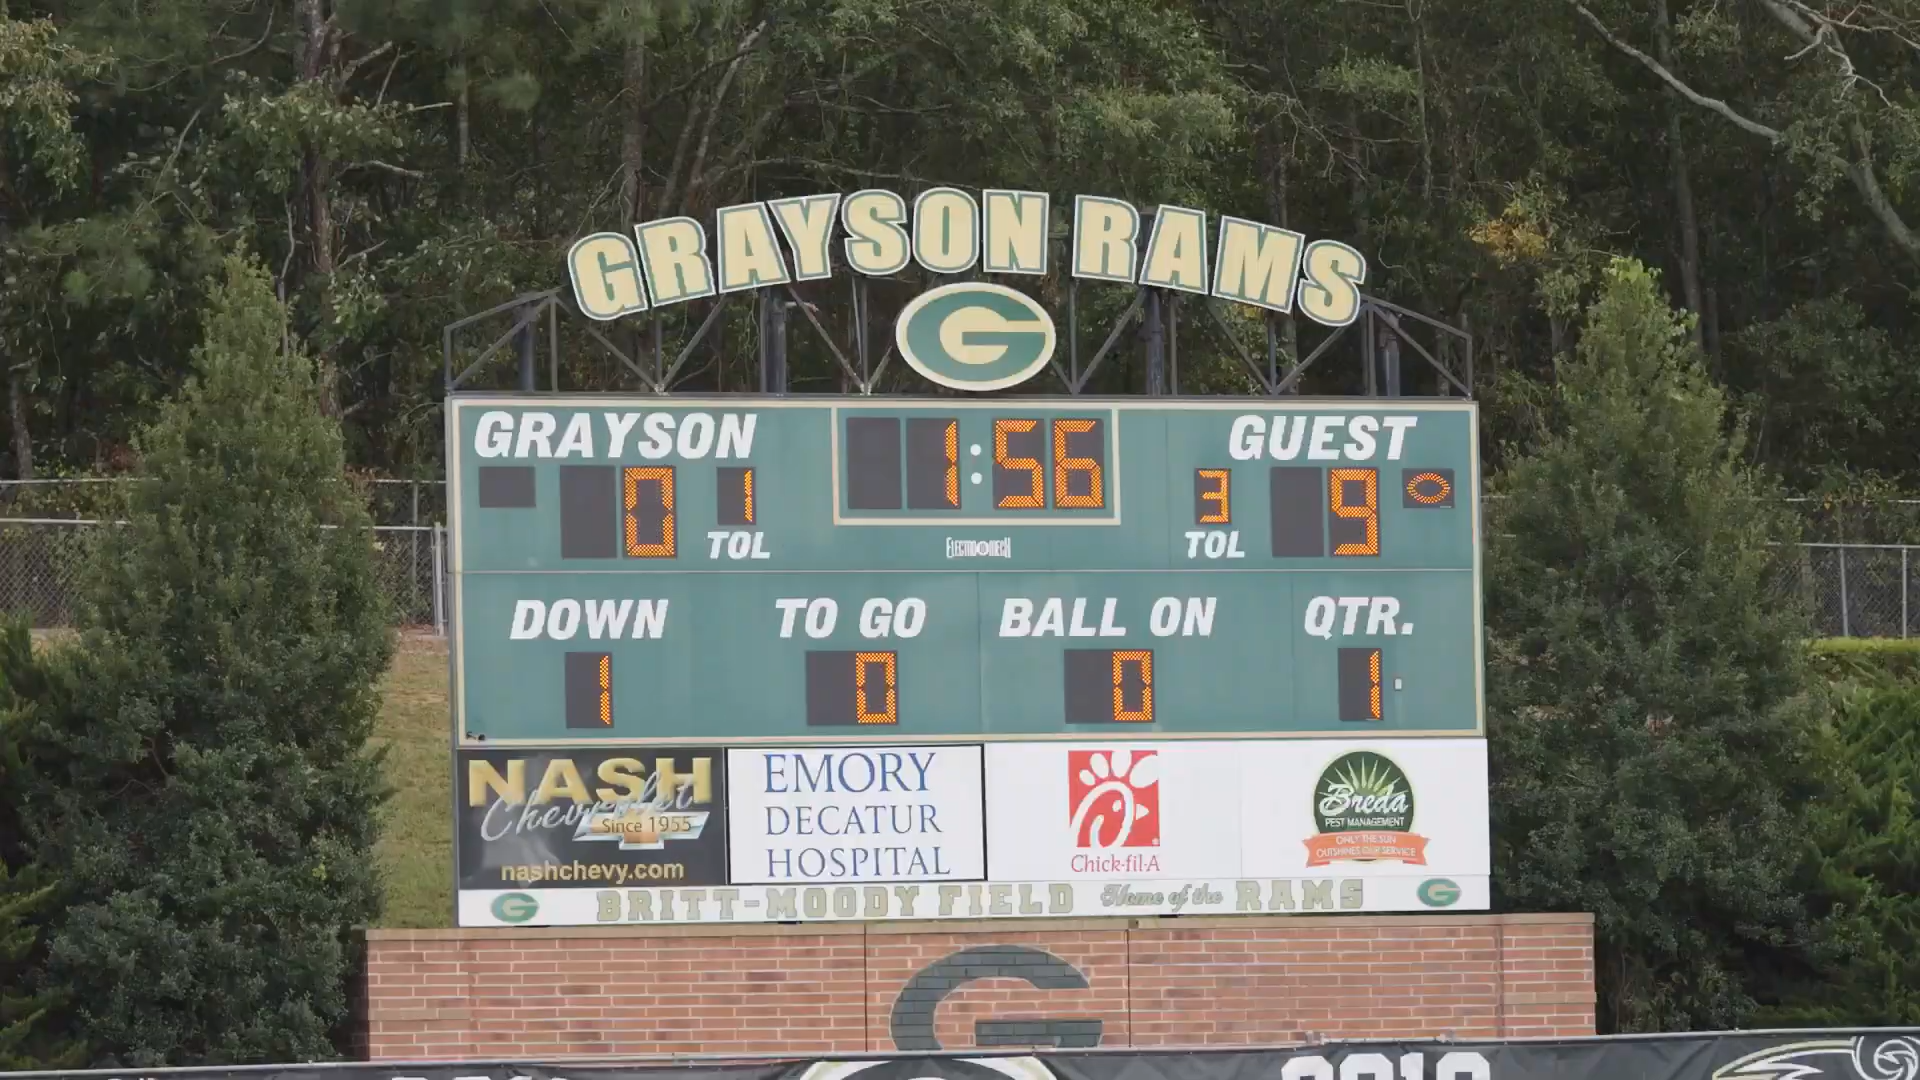 GRAYSON RAMS
G
GRAYSON 1:56 GUEST
0 1 3 9
TOL ELECTRO-MECH TOL
DOWN TO GO BALL ON QTR.
1 0 0 1
NASH
Chevrolet
Since 1955
nashchevy.com
EMORY
DECATUR
HOSPITAL
Chick-fil-A
Breda
PEST MANAGEMENT
ONLY THE SUN
OUTSHINES OUR SERVICE
G BRITT-MOODY FIELD Home of the RAMS G
G